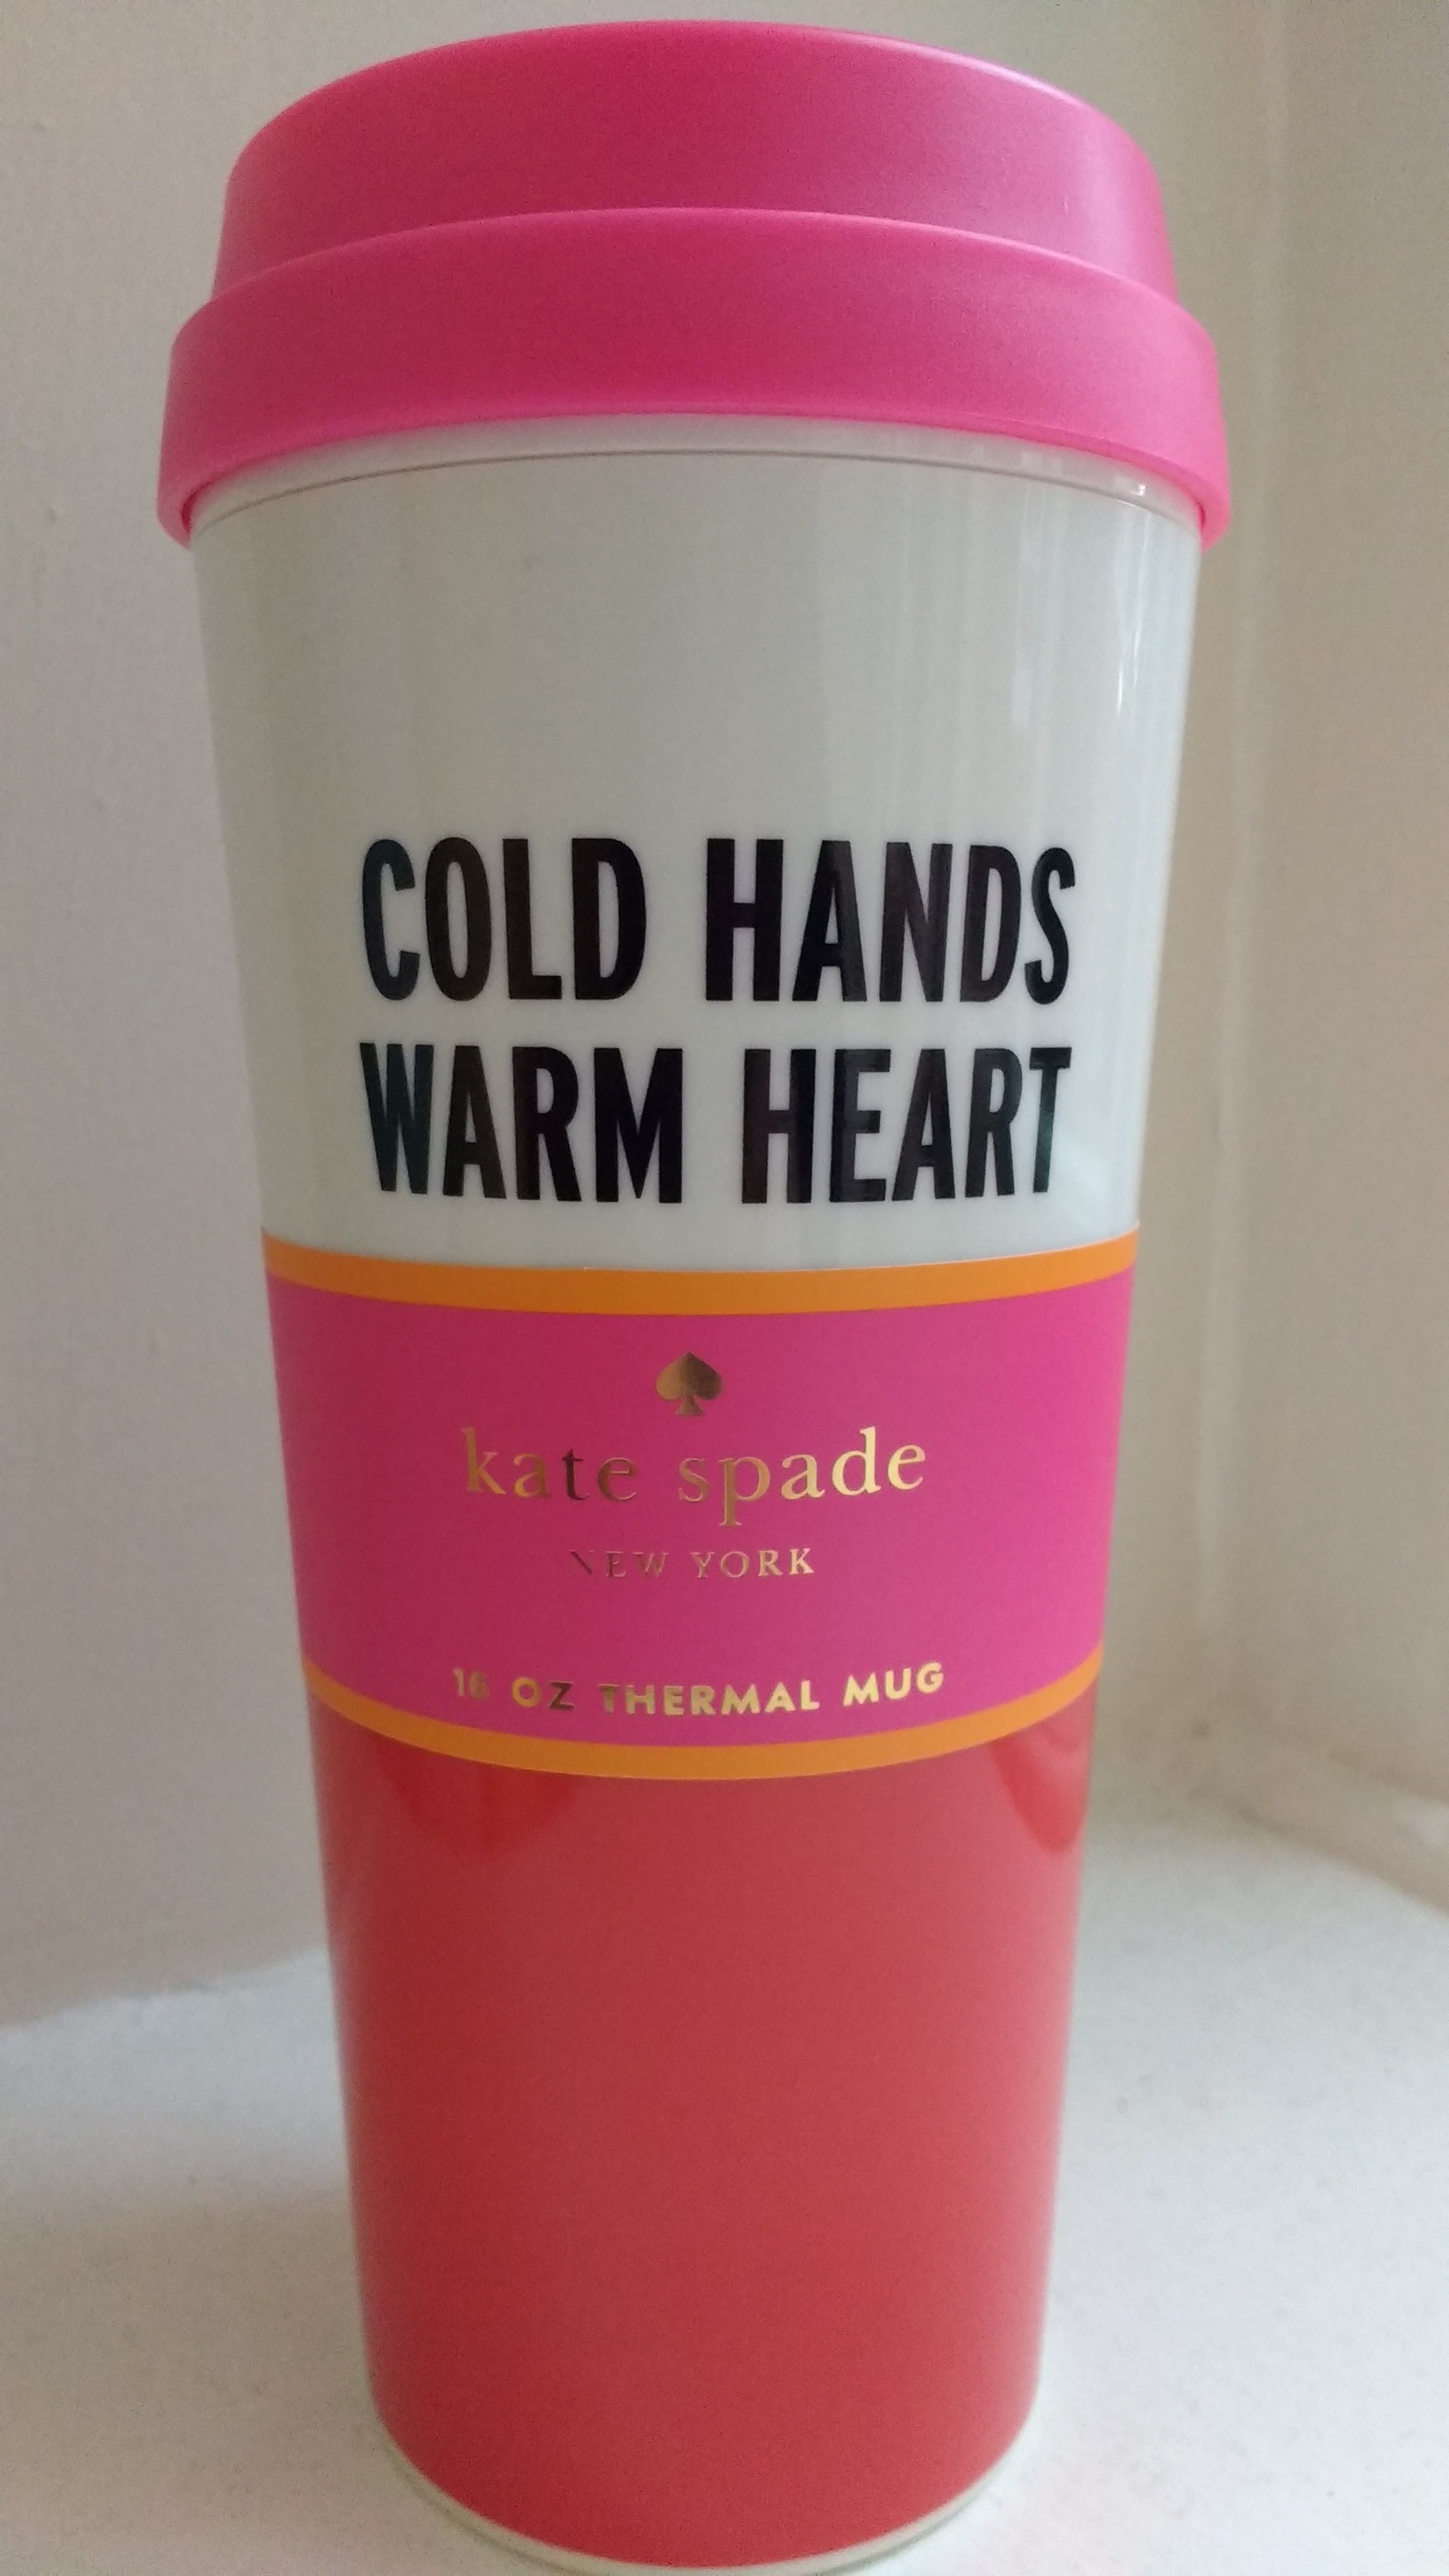 COLD HANDS
WARM HEART
kate spade
NEW YORK
16 OZ THERMAL MUG